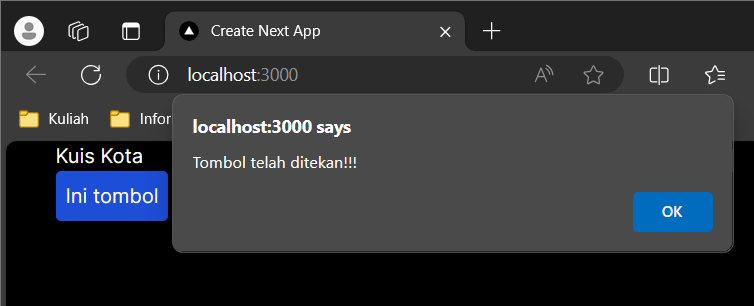 Create Next App
localhost:3000
Kuliah
Infor
localhost:3000 says
Tombol telah ditekan!!!
OK
Kuis Kota
Ini tombol